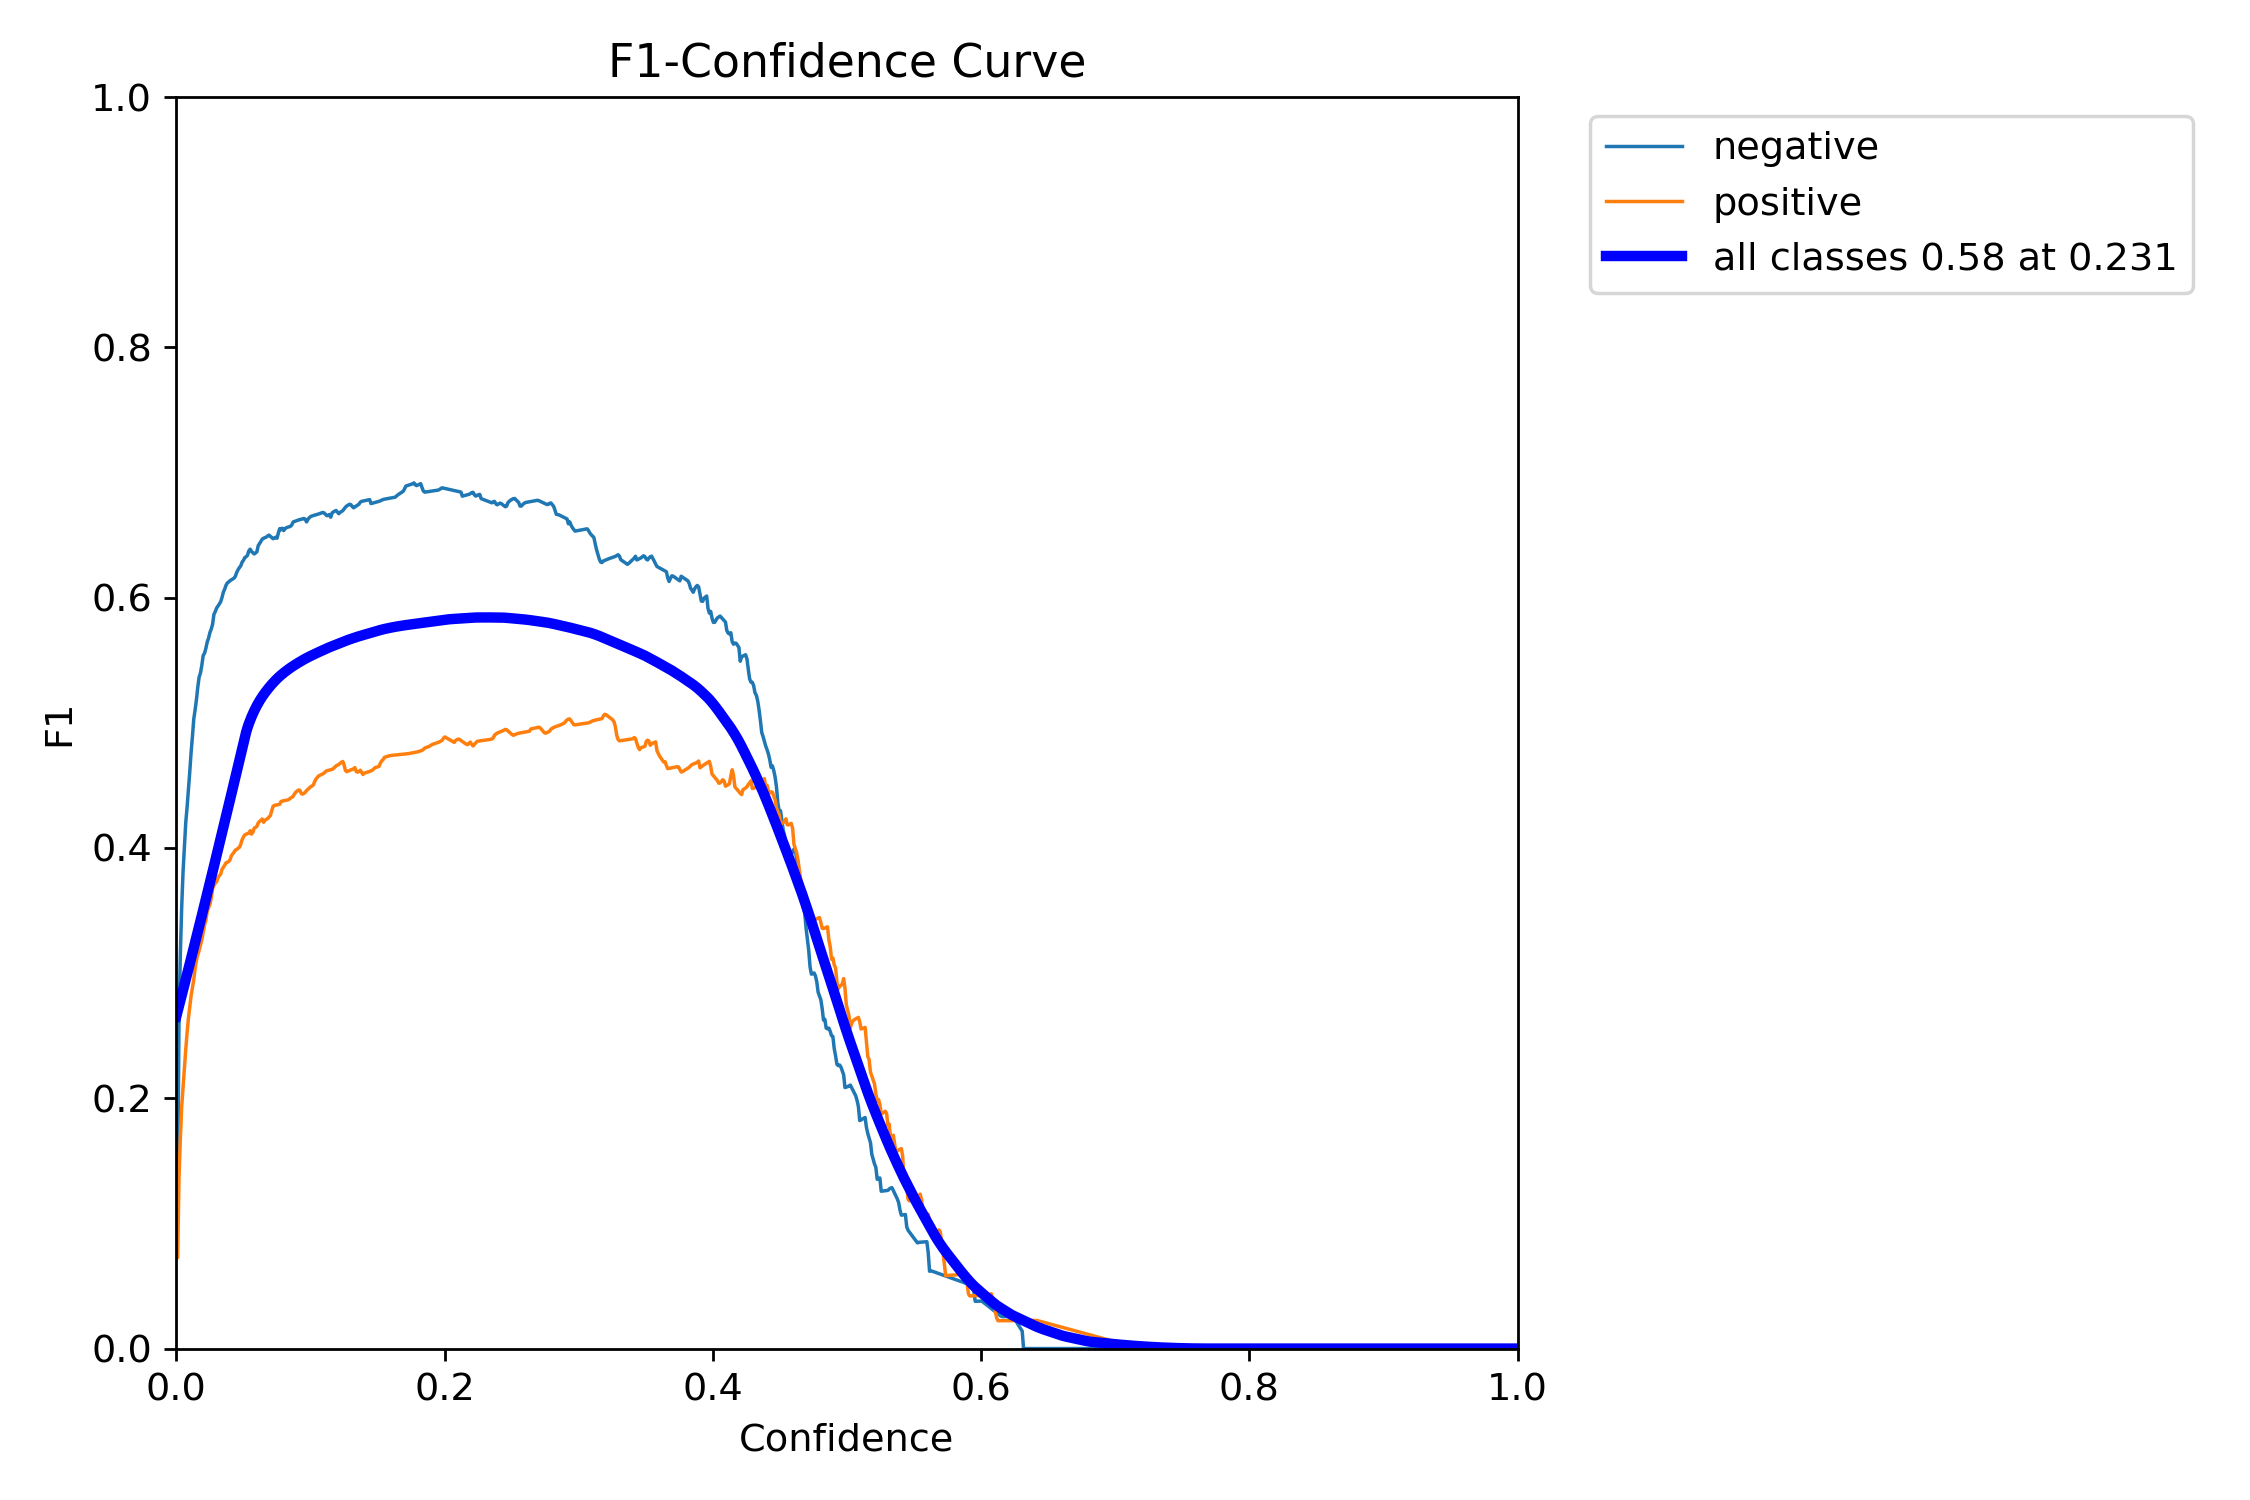 F1-Confidence Curve
1.0
0.8
0.6
0.4
0.2
0.0
F1
0.0 0.2 0.4 0.6 0.8 1.0
Confidence
negative
positive
all classes 0.58 at 0.231